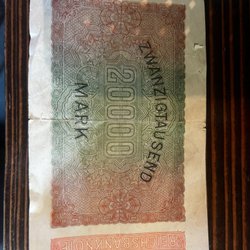 ZWANZIGTAUSEND
20000
MARK
REICHSBANKNOTE